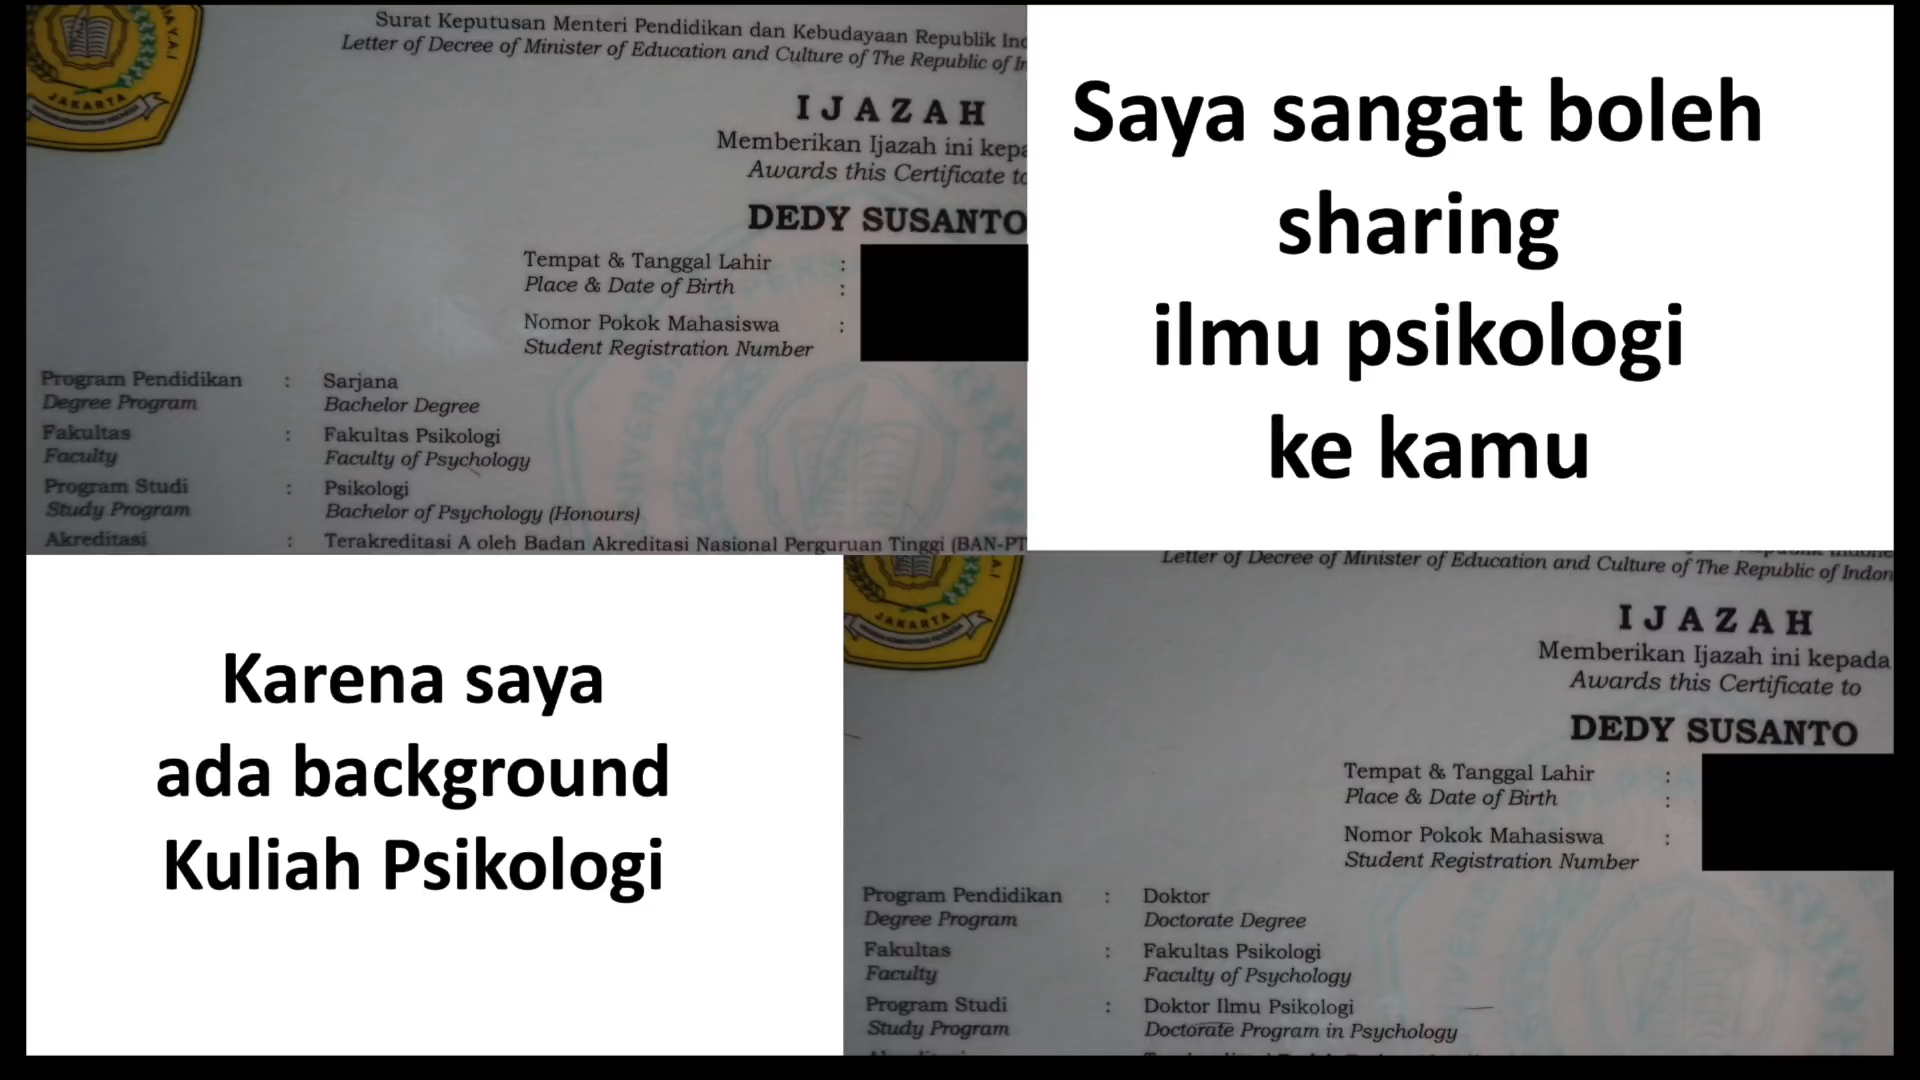 JAKARTA
Surat Keputusan Menteri Pendidikan dan Kebudayaan Republik
Letter of Decree of Minister of Education and Culture of The Republic of
IJAZAH
Memberikan Ijazah ini
Awards this Certificate to
DEDY SUSANTO
Tempat & Tanggal Lahir :
Place & Date of Birth :
Nomor Pokok Mahasiswa :
Student Registration Number
Program Pendidikan : Sarjana
Degree Program Bachelor Degree
Fakultas : Fakultas Psikologi
Faculty Faculty of Psychology
Program Studi : Psikologi
Study Program Bachelor of Psychology (Honours)
Akreditasi : Terakreditasi A oleh Badan Akreditasi Nasional Perguruan Tinggi (BAN-PT
Saya sangat boleh
sharing
ilmu psikologi
ke kamu
Karena saya
ada background
Kuliah Psikologi
JAKARTA
Letter of Decree of Minister of Education and Culture of The Republic of
IJAZAH
Memberikan Ijazah ini kepada
Awards this Certificate to
DEDY SUSANTO
Tempat & Tanggal Lahir :
Place & Date of Birth :
Nomor Pokok Mahasiswa :
Student Registration Number
Program Pendidikan : Doktor
Degree Program Doctorate Degree
Fakultas : Fakultas Psikologi
Faculty Faculty of Psychology
Program Studi : Doktor Ilmu Psikologi
Study Program Doctorate Program in Psychology